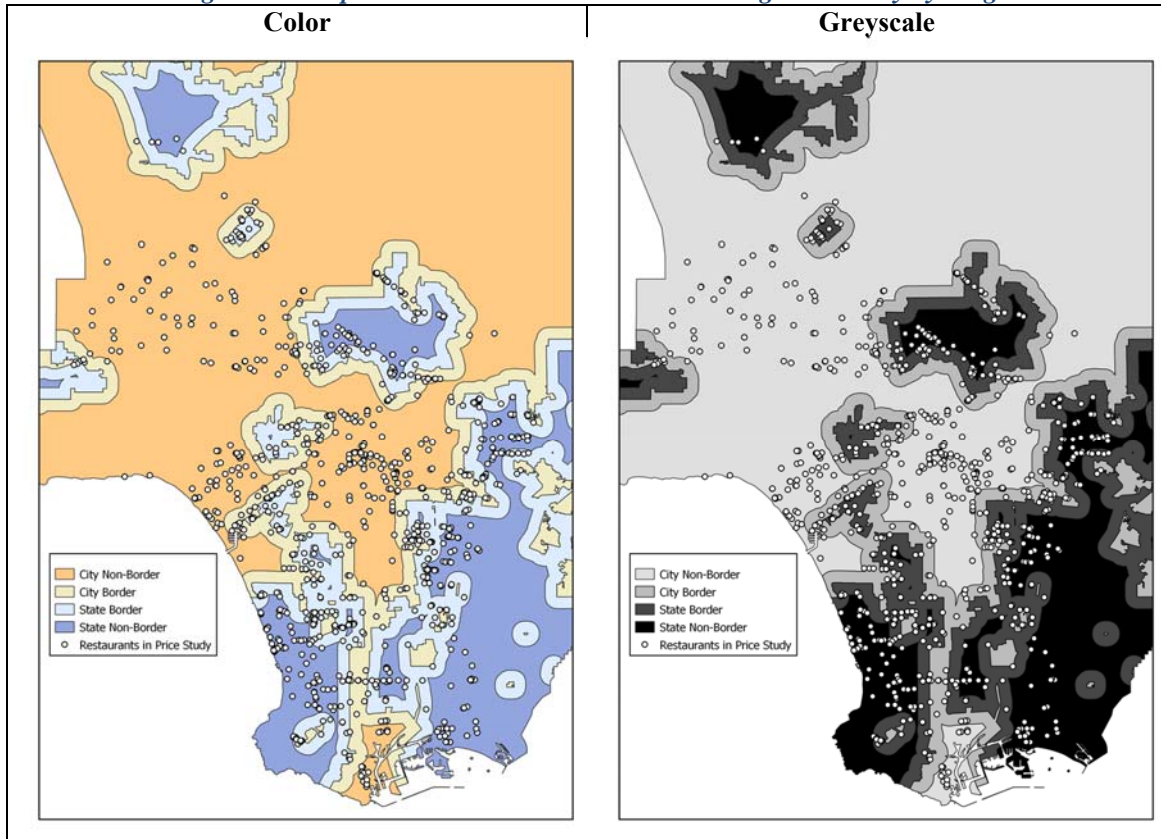 Color
Greyscale
City Non-Border
City Border
State Border
State Non-Border
Restaurants in Price Study
City Non-Border
City Border
State Border
State Non-Border
Restaurants in Price Study